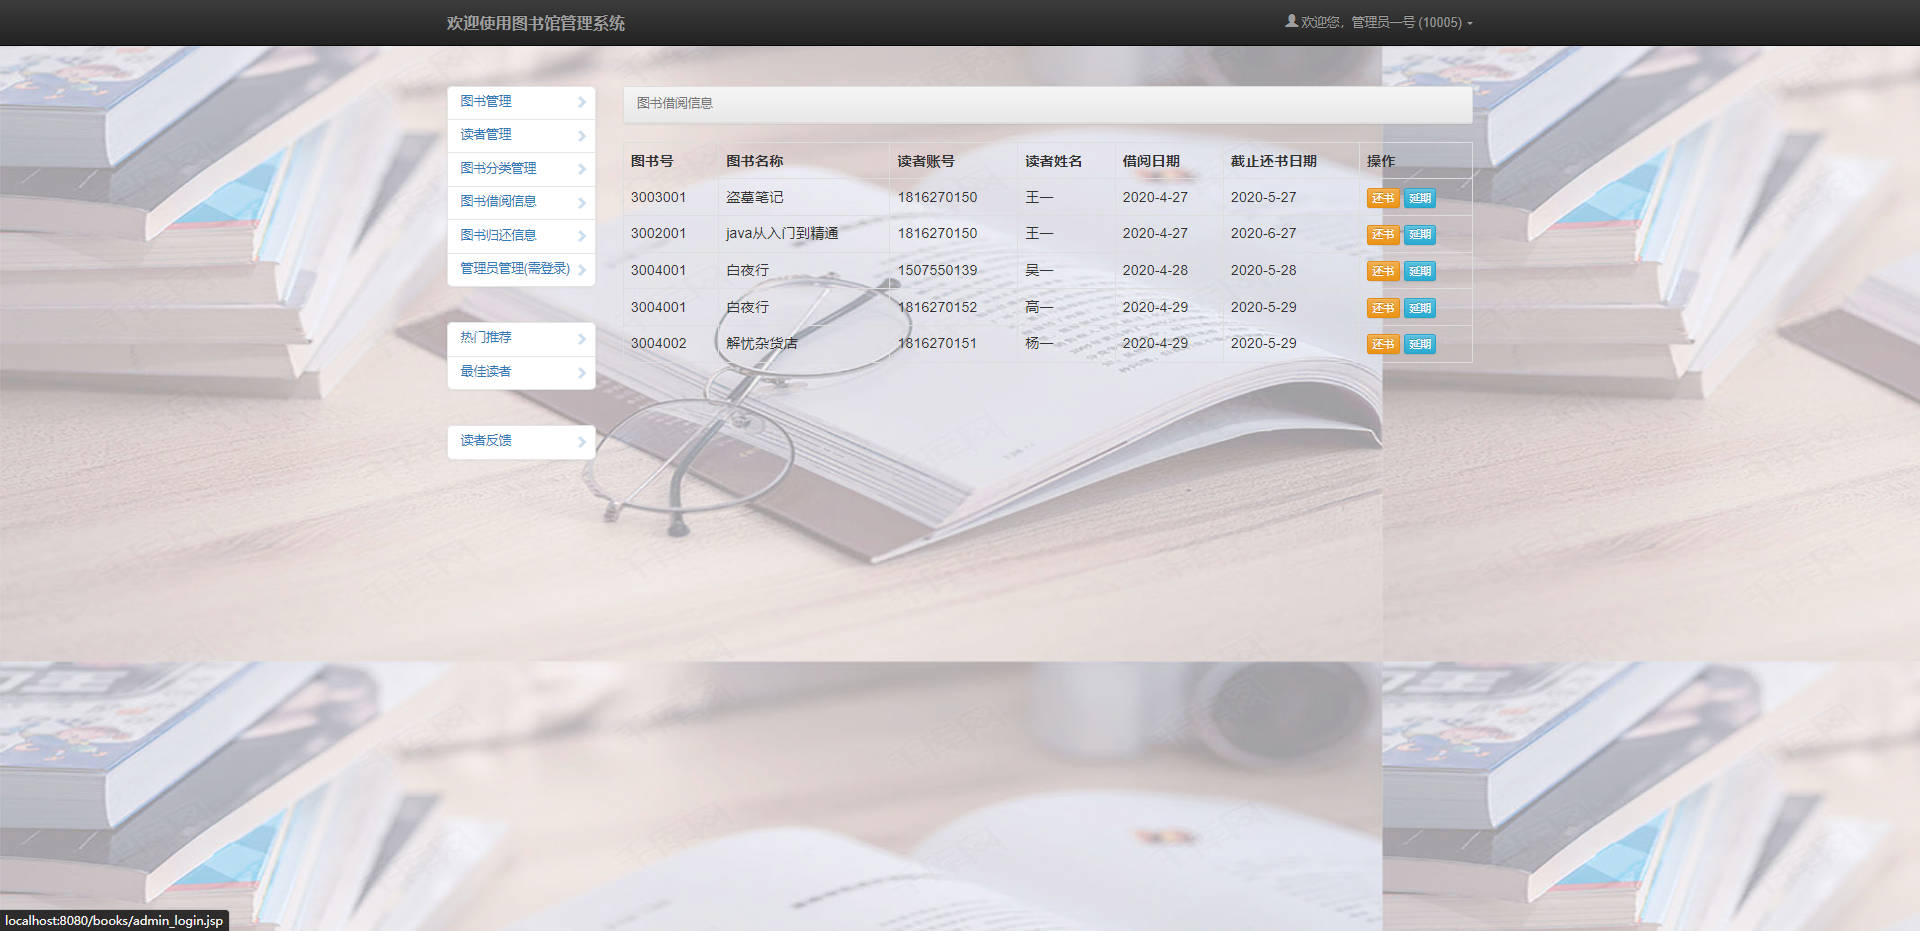 欢迎使用图书馆管理系统
欢迎您，管理员一号 (10005)
图书管理
读者管理
图书分类管理
图书借阅信息
图书归还信息
管理员管理(需登录)
热门推荐
最佳读者
读者反馈
图书借阅信息
图书号 图书名称 读者账号 读者姓名 借阅日期 截止还书日期 操作
3003001 盗墓笔记 1816270150 王一 2020-4-27 2020-5-27 还书 延期
3002001 java从入门到精通 1816270150 王一 2020-4-27 2020-6-27 还书 延期
3004001 白夜行 1507550139 吴一 2020-4-28 2020-5-28 还书 延期
3004001 白夜行 1816270152 高一 2020-4-29 2020-5-29 还书 延期
3004002 解忧杂货店 1816270151 杨一 2020-4-29 2020-5-29 还书 延期
localhost:8080/books/admin_login.jsp